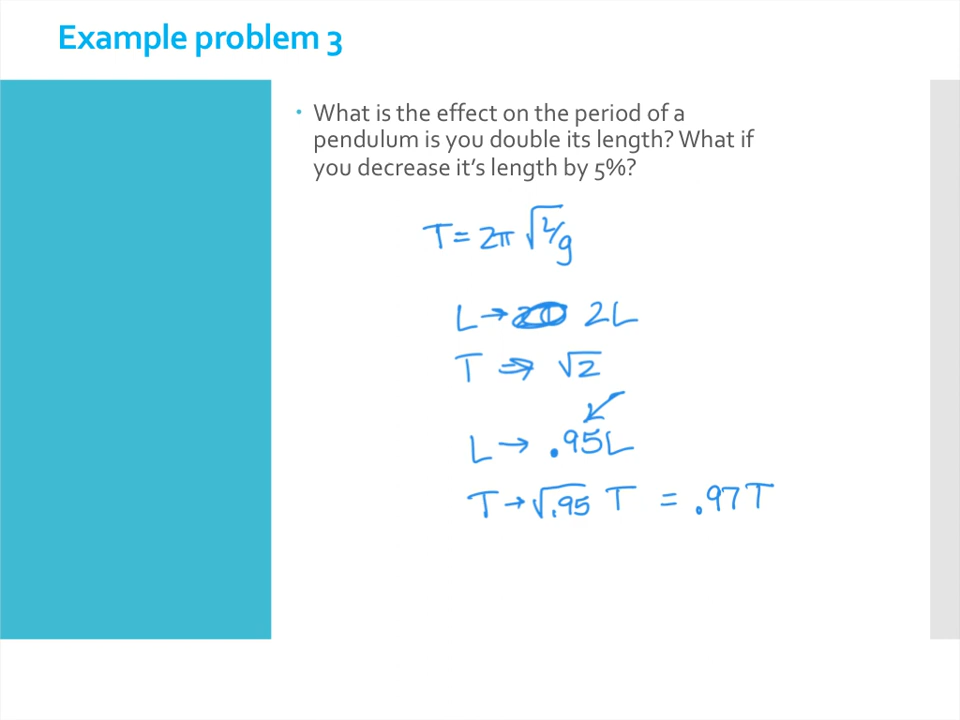 Example problem 3
• What is the effect on the period of a
pendulum is you double its length? What if
you decrease it's length by 5%?
T = 2π √L/g
L → 2L
T ⇒ √2
L → .95L
T → √.95 T = .97T